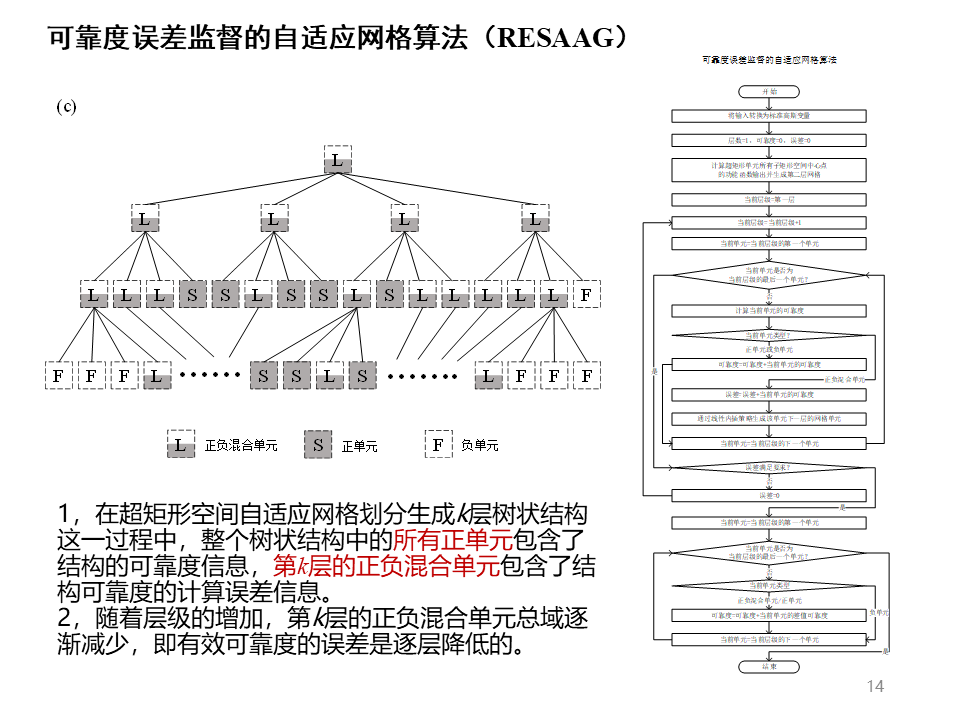 可靠度误差监督的自适应网格算法（RESAAG）
可靠度误差监督的自适应网格算法
(c)
L
L L L L
L L L S S L S S L S L L L L L F
F F F L ······ S S L S ······· L F F F
L 正负混合单元 S 正单元 F 负单元
1，在超矩形空间自适应网格划分生成k层树状结构
这一过程中，整个树状结构中的所有正单元包含了
结构的可靠度信息，第k层的正负混合单元包含了结
构可靠度的计算误差信息。
2，随着层级的增加，第k层的正负混合单元总域逐
渐减少，即有效可靠度的误差是逐层降低的。
开始
将输入转换为标准高斯变量
层数=1，可靠度=0，误差=0
计算超矩形单元所有子矩形空间中心点
的功能函数输出并生成第二层网格
当前层级=第一层
当前层级=当前层级+1
当前单元=当前层级的第一个单元
当前单元是否为
当前层级的最后一个单元?
否
计算当前单元的可靠度
当前单元类型?
正单元或负单元
可靠度=可靠度+当前单元的可靠度
是
正负混合单元
误差=误差+当前单元的可靠度
通过线性内插策略生成该单元下一层的网格单元
当前单元=当前层级的下一个单元
误差满足要求?
否
误差=0
是
当前单元=当前层级的第一个单元
当前单元是否为
当前层级的最后一个单元?
否
当前单元类型
正负混合单元/正单元
负单元
可靠度=可靠度+当前单元的差值可靠度
当前单元=当前层级的下一个单元
是
结束
14